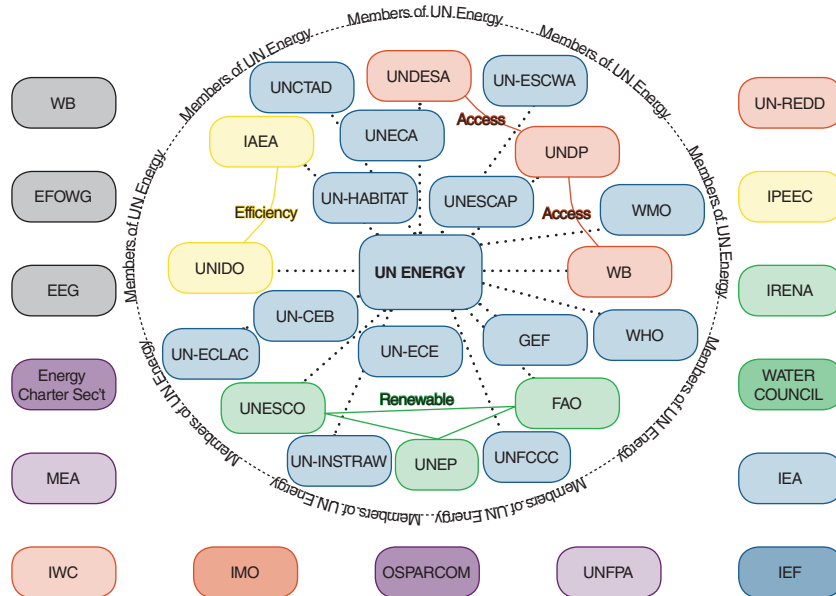 Members of UN Energy
Members of UN Energy
Members of UN Energy
Members of UN Energy
Members of UN Energy
Members of UN Energy
Members of UN Energy
Members of UN Energy
Members of UN Energy
Members of UN Energy
Members of UN Energy
WB
EFOWG
EEG
Energy
Charter Sec't
MEA
IWC
IMO
OSPARCOM
UNFPA
IEF
UN-REDD
IPEEC
IRENA
WATER
COUNCIL
IEA
UNCTAD
UNDESA
UN-ESCWA
Access
IAEA
UNECA
UNDP
UN-HABITAT
UNESCAP
WMO
Efficiency
Access
UNIDO
UN ENERGY
WB
UN-CEB
UN-ECLAC
UN-ECE
GEF
WHO
UNESCO
Renewable
FAO
UN-INSTRAW
UNEP
UNFCCC